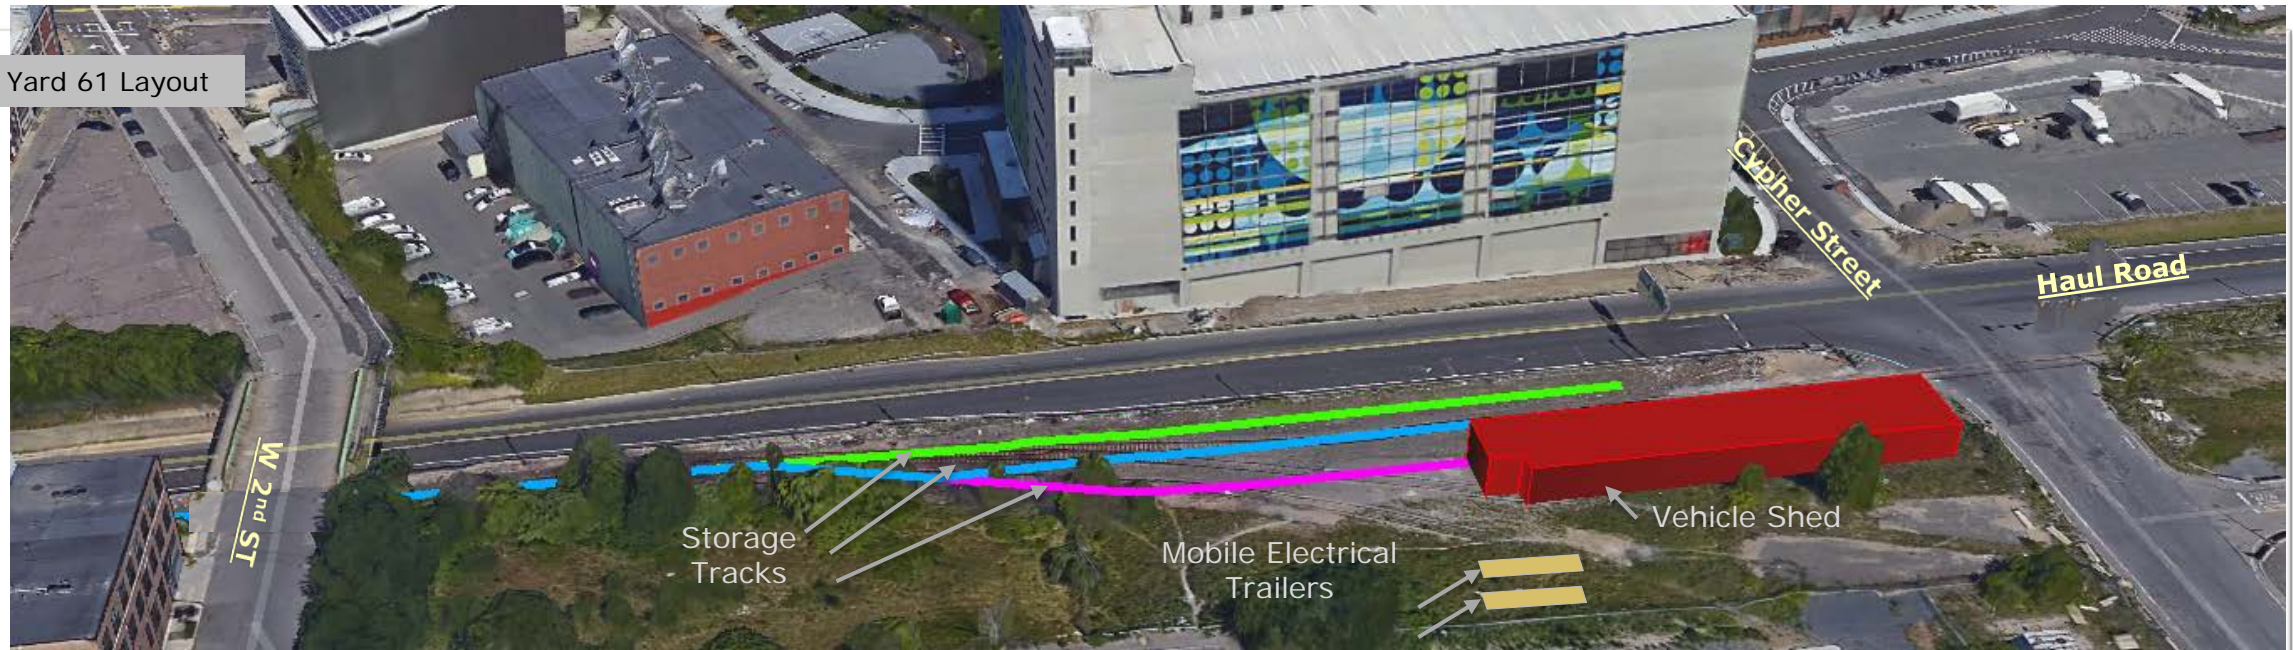 Yard 61 Layout
Cypher Street
Haul Road
W 2nd ST
Storage
Tracks
Vehicle Shed
Mobile Electrical
Trailers